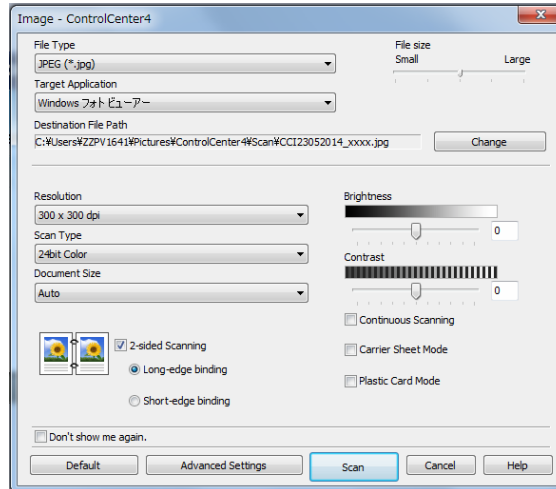 Image - ControlCenter4
File Type
File size
JPEG (*.jpg)
Small Large
Target Application
Windows フォト ビューアー
Destination File Path
C:¥Users¥ZZPV1641¥Pictures¥ControlCenter4¥Scan¥CCI23052014_xxxx.jpg
Change
Resolution
Brightness
300 x 300 dpi
0
Scan Type
24bit Color
Contrast
Document Size
Auto
0
Continuous Scanning
2-sided Scanning
Carrier Sheet Mode
Long-edge binding
Plastic Card Mode
Short-edge binding
Don't show me again.
Default Advanced Settings Scan Cancel Help